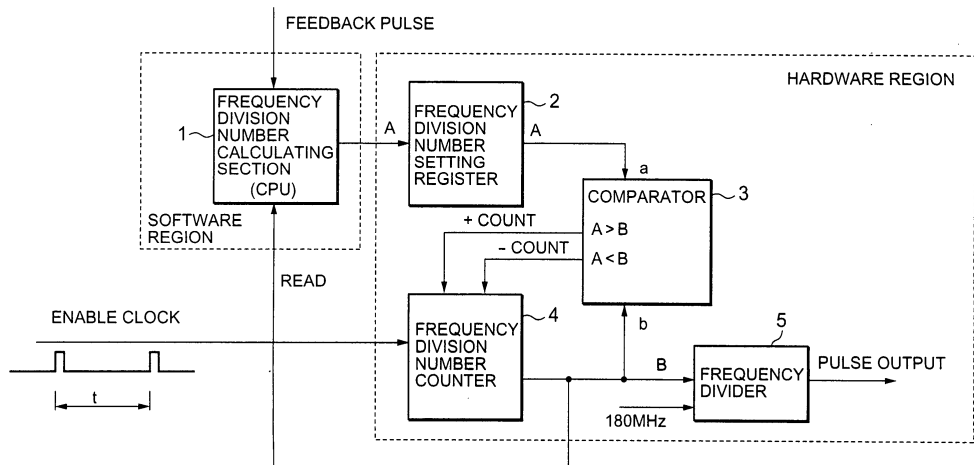 FEEDBACK PULSE
HARDWARE REGION
1
FREQUENCY
DIVISION
NUMBER
CALCULATING
SECTION
(CPU)
SOFTWARE
REGION
A
2
FREQUENCY
DIVISION
NUMBER
SETTING
REGISTER
A
a
COMPARATOR
3
A > B
A < B
+ COUNT
− COUNT
READ
ENABLE CLOCK
t
4
FREQUENCY
DIVISION
NUMBER
COUNTER
b
B
180MHz
5
FREQUENCY
DIVIDER
PULSE OUTPUT